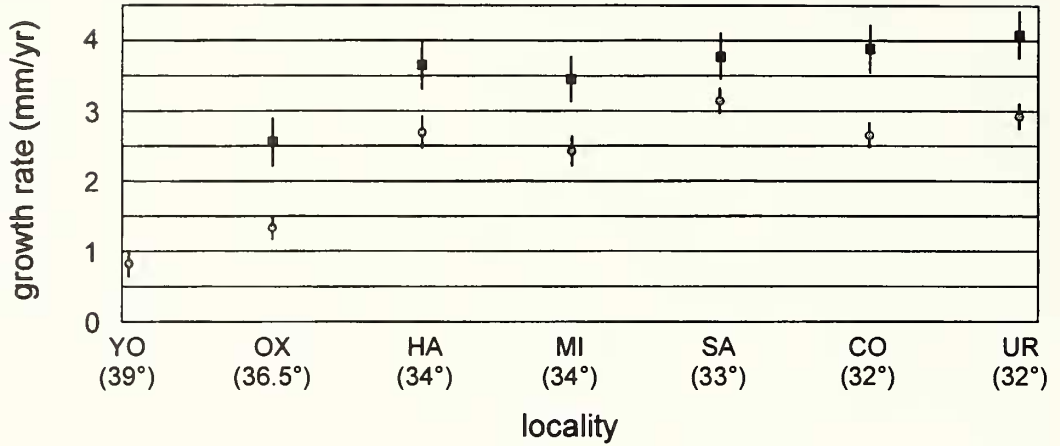 growth rate (mm/yr)
4
3
2
1
0
YO OX HA MI SA CO UR
(39°) (36.5°) (34°) (34°) (33°) (32°) (32°)
locality